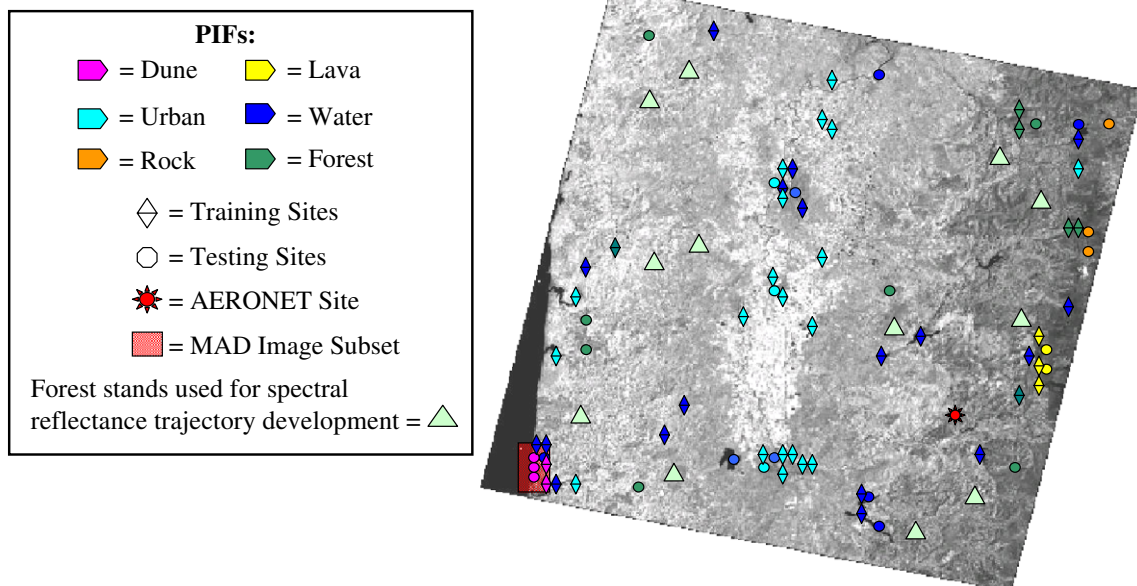 PIFs:
= Dune
= Lava
= Urban
= Water
= Rock
= Forest
= Training Sites
= Testing Sites
= AERONET Site
= MAD Image Subset
Forest stands used for spectral
reflectance trajectory development =